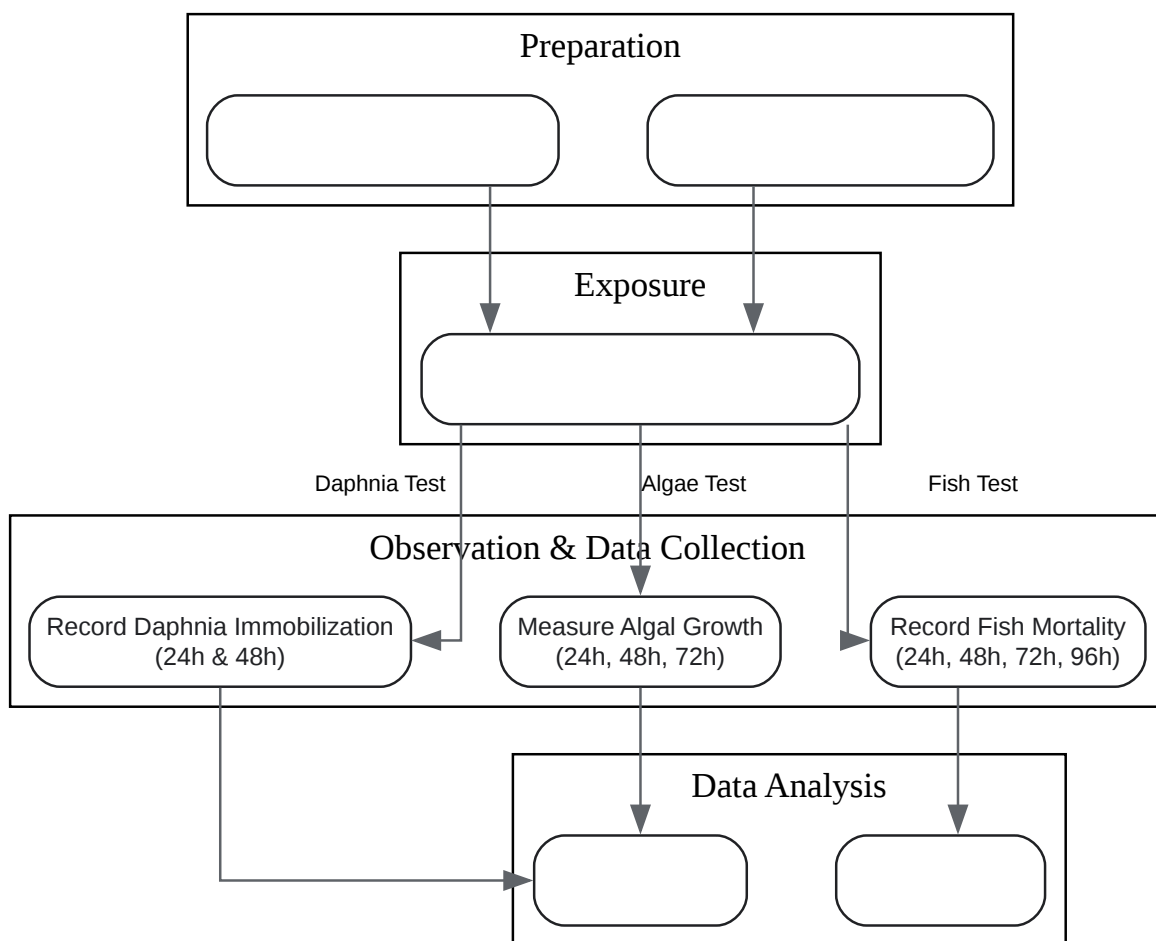 Preparation
Exposure
Daphnia Test
Algae Test
Fish Test
Observation & Data Collection
Record Daphnia Immobilization
(24h & 48h)
Measure Algal Growth
(24h, 48h, 72h)
Record Fish Mortality
(24h, 48h, 72h, 96h)
Data Analysis